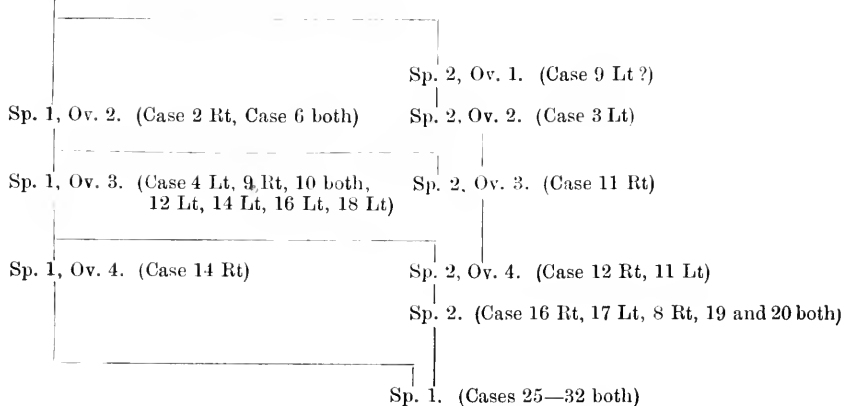 Sp. 2, Ov. 1. (Case 9 Lt ?)
Sp. 1, Ov. 2. (Case 2 Rt, Case 6 both) Sp. 2, Ov. 2. (Case 3 Lt)
Sp. 1, Ov. 3. (Case 4 Lt, 9 Rt, 10 both, Sp. 2, Ov. 3. (Case 11 Rt)
12 Lt, 14 Lt, 16 Lt, 18 Lt)
Sp. 1, Ov. 4. (Case 14 Rt) Sp. 2, Ov. 4. (Case 12 Rt, 11 Lt)
Sp. 2. (Case 16 Rt, 17 Lt, 8 Rt, 19 and 20 both)
Sp. 1. (Cases 25—32 both)